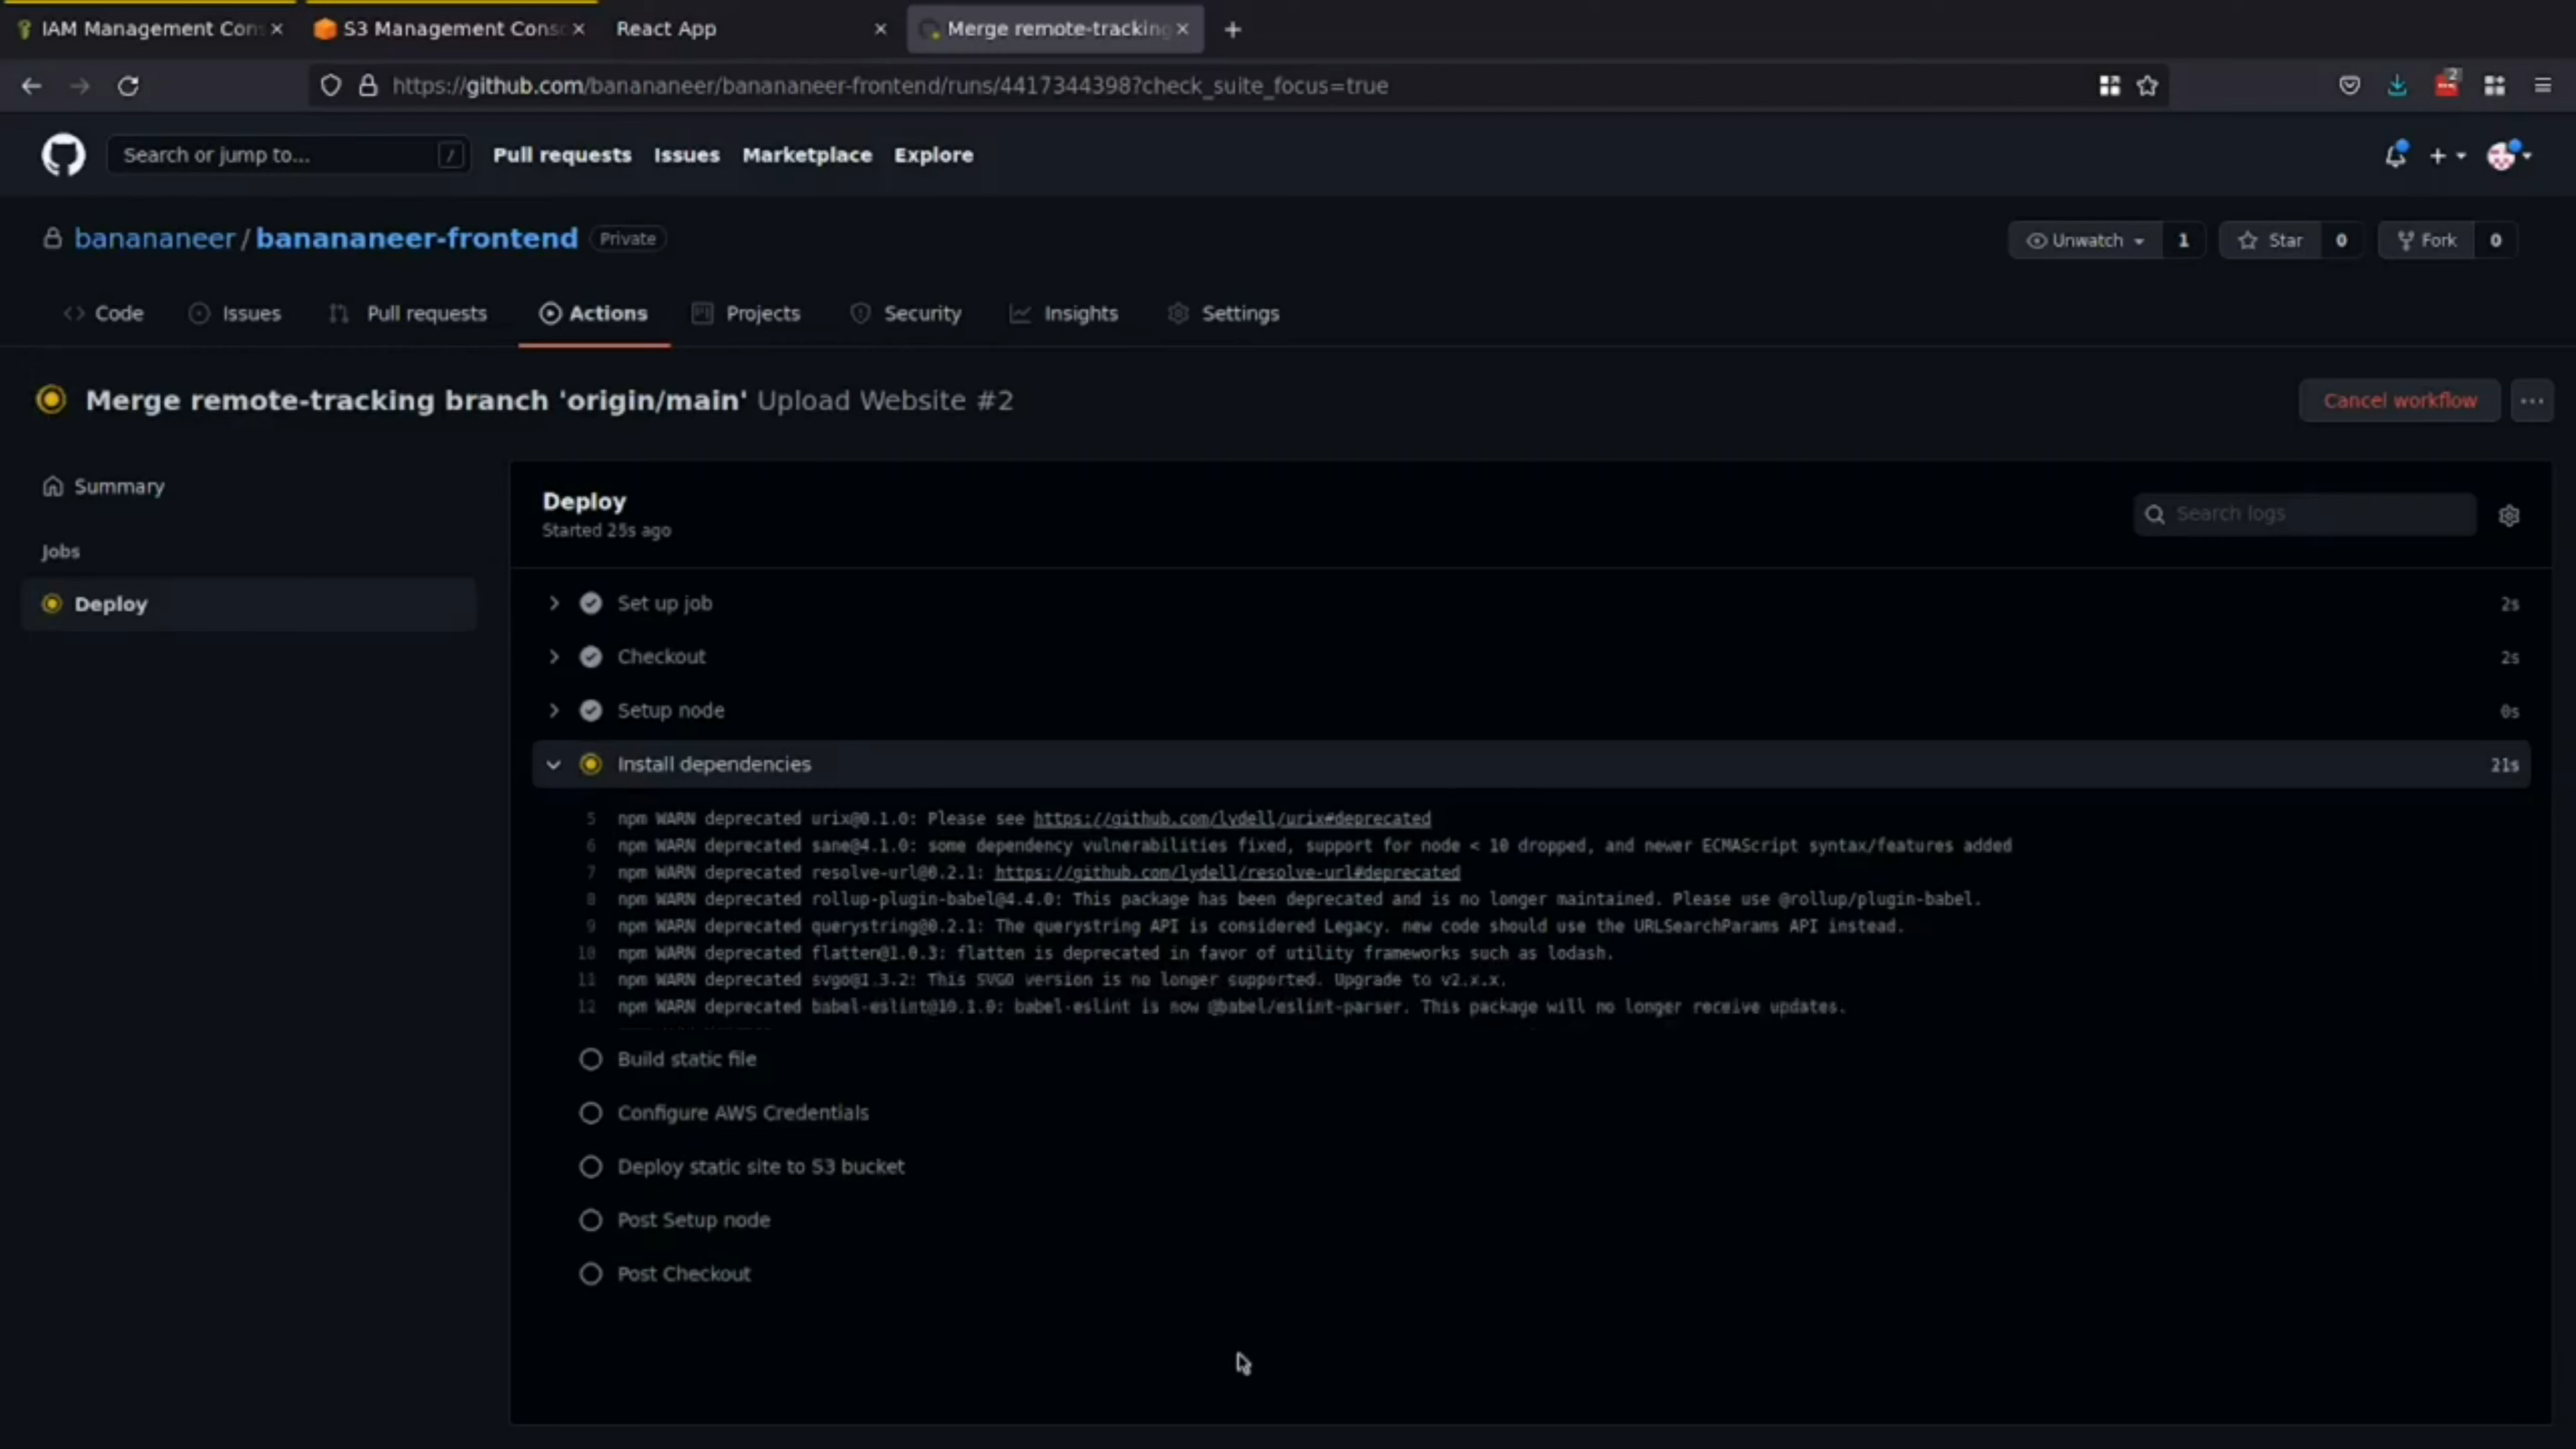 IAM Management Cons
S3 Management Conso
React App
Merge remote-tracking
https://github.com/banananeer/banananeer-frontend/runs/4417344398?check_suite_focus=true
2
Search or jump to...
/
Pull requests
Issues
Marketplace
Explore
banananeer / banananeer-frontend
Private
Unwatch 1
Star 0
Fork 0
Code
Issues
Pull requests
Actions
Projects
Security
Insights
Settings
Merge remote-tracking branch 'origin/main' Upload Website #2
Cancel workflow
Summary
Jobs
Deploy
Deploy
Started 25s ago
Search logs
Set up job 2s
Checkout 2s
Setup node 0s
Install dependencies 21s
5 npm WARN deprecated urix@0.1.0: Please see https://github.com/lydell/urix#deprecated
6 npm WARN deprecated sane@4.1.0: some dependency vulnerabilities fixed, support for node < 10 dropped, and newer ECMAScript syntax/features added
7 npm WARN deprecated resolve-url@0.2.1: https://github.com/lydell/resolve-url#deprecated
8 npm WARN deprecated rollup-plugin-babel@4.4.0: This package has been deprecated and is no longer maintained. Please use @rollup/plugin-babel.
9 npm WARN deprecated querystring@0.2.1: The querystring API is considered Legacy. new code should use the URLSearchParams API instead.
10 npm WARN deprecated flatten@1.0.3: flatten is deprecated in favor of utility frameworks such as lodash.
11 npm WARN deprecated svgo@1.3.2: This SVGO version is no longer supported. Upgrade to v2.x.x.
12 npm WARN deprecated babel-eslint@10.1.0: babel-eslint is now @babel/eslint-parser. This package will no longer receive updates.
Build static file
Configure AWS Credentials
Deploy static site to S3 bucket
Post Setup node
Post Checkout